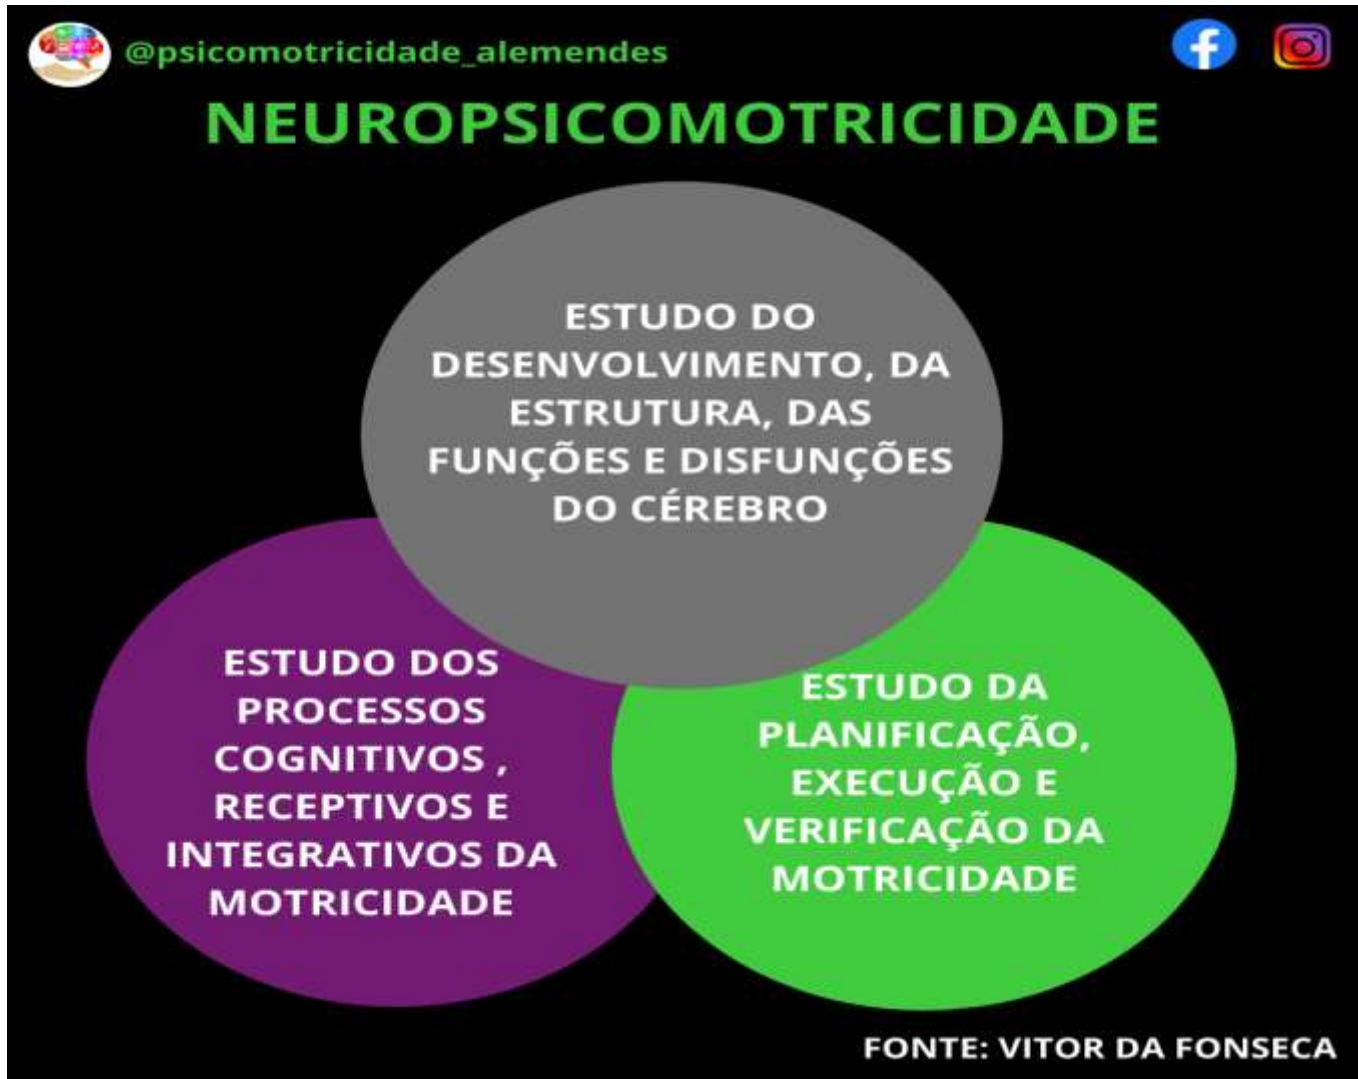 @psicomotricidade_alemendes
NEUROPSICOMOTRICIDADE
ESTUDO DO
DESENVOLVIMENTO, DA
ESTRUTURA, DAS
FUNÇÕES E DISFUNÇÕES
DO CÉREBRO
ESTUDO DOS
PROCESSOS
COGNITIVOS ,
RECEPTIVOS E
INTEGRATIVOS DA
MOTRICIDADE
ESTUDO DA
PLANIFICAÇÃO,
EXECUÇÃO E
VERIFICAÇÃO DA
MOTRICIDADE
FONTE: VITOR DA FONSECA